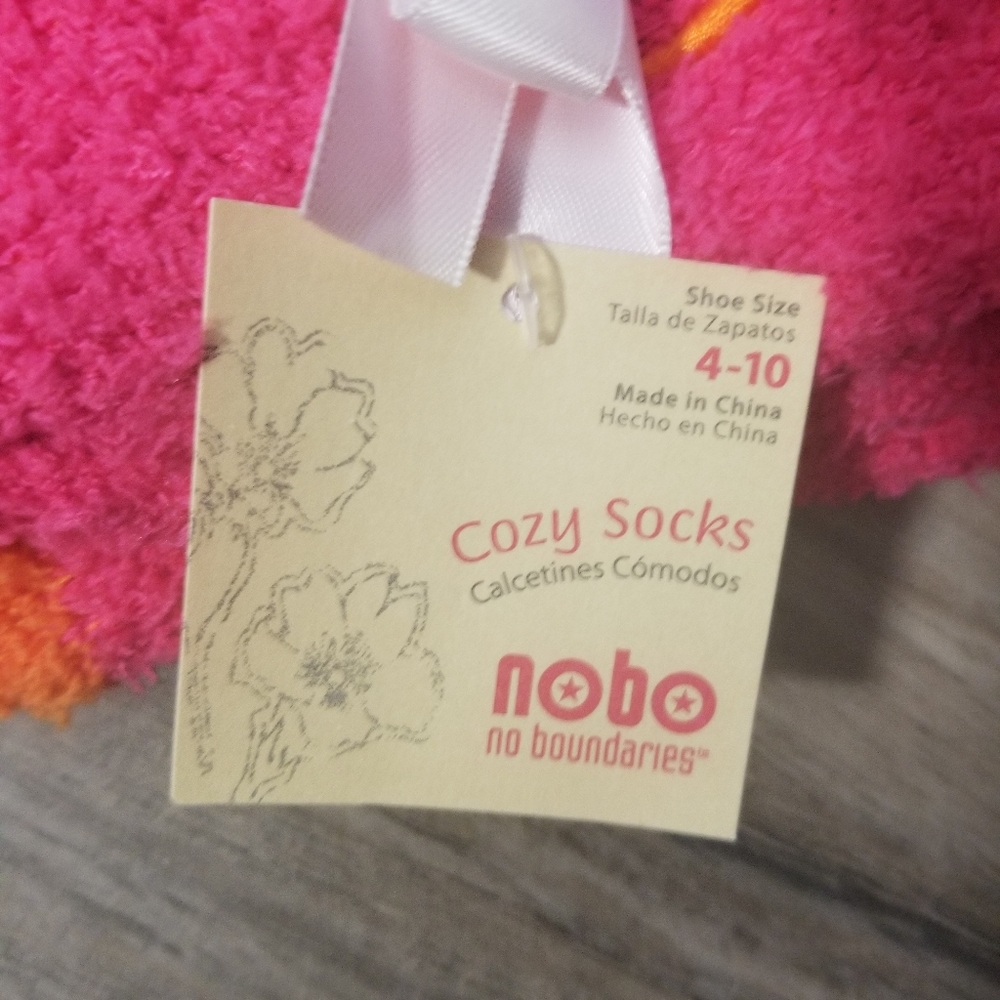 Shoe Size
Talla de Zapatos
4-10
Made in China
Hecho en China
Cozy Socks
Calcetines Cómodos
nobo
no boundaries™